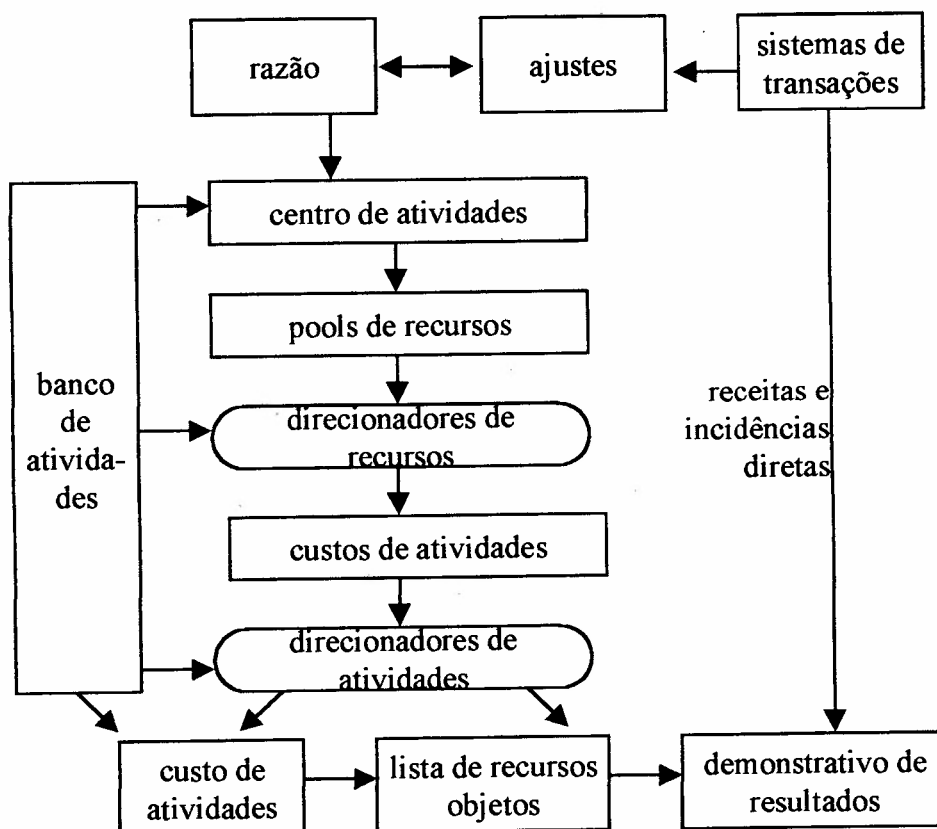 razão
ajustes
sistemas de
transações
centro de atividades
pools de recursos
banco
de
ativida-
des
direcionadores de
recursos
receitas e
incidências
diretas
custos de atividades
direcionadores de
atividades
custo de
atividades
lista de recursos
objetos
demonstrativo de
resultados